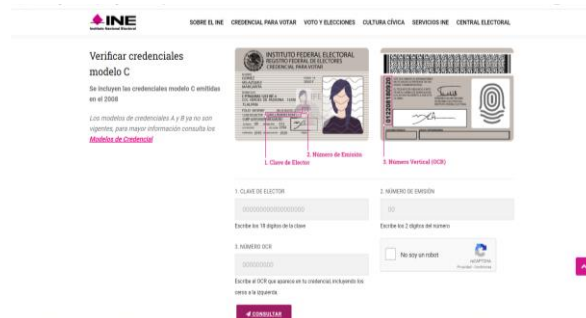 INE
Instituto Nacional Electoral
SOBRE EL INE CREDENCIAL PARA VOTAR VOTO Y ELECCIONES CULTURA CÍVICA SERVICIOS INE CENTRAL ELECTORAL
Verificar credenciales
modelo C
Se incluyen las credenciales modelo C emitidas
en el 2008
Los modelos de credenciales A y B ya no son
vigentes, para mayor información consulta los
Modelos de Credencial
INSTITUTO FEDERAL ELECTORAL
REGISTRO FEDERAL DE ELECTORES
CREDENCIAL PARA VOTAR
1. Clave de Elector
2. Número de Emisión
3. Número Vertical (OCR)
1. CLAVE DE ELECTOR
Escribe los 18 dígitos de la clave
2. NÚMERO DE EMISIÓN
00
Escribe los 2 dígitos del número
3. NÚMERO OCR
Escribe el OCR que aparece en tu credencial incluyendo los
ceros a la izquierda.
No soy un robot
reCAPTCHA
CONSULTAR